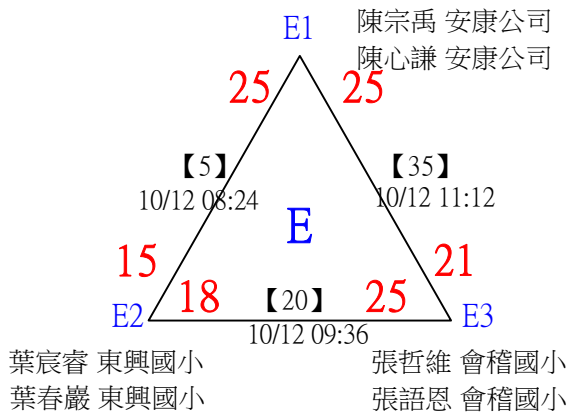 E1
陳宗禹 安康公司
陳心謙 安康公司
25 25
【5】 【35】
10/12 08:24 10/12 11:12
E
15 21
18 【20】 25
E2 10/12 09:36 E3
葉宸睿 東興國小 張哲維 會稽國小
葉春巖 東興國小 張語恩 會稽國小